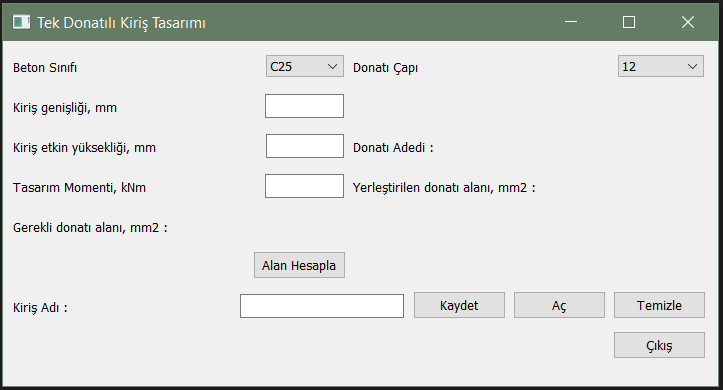 Tek Donatılı Kiriş Tasarımı
Beton Sınıfı C25 Donatı Çapı 12
Kiriş genişliği, mm
Kiriş etkin yüksekliği, mm Donatı Adedi :
Tasarım Momenti, kNm Yerleştirilen donatı alanı, mm2 :
Gerekli donatı alanı, mm2 :
Alan Hesapla
Kiriş Adı : Kaydet Aç Temizle
Çıkış